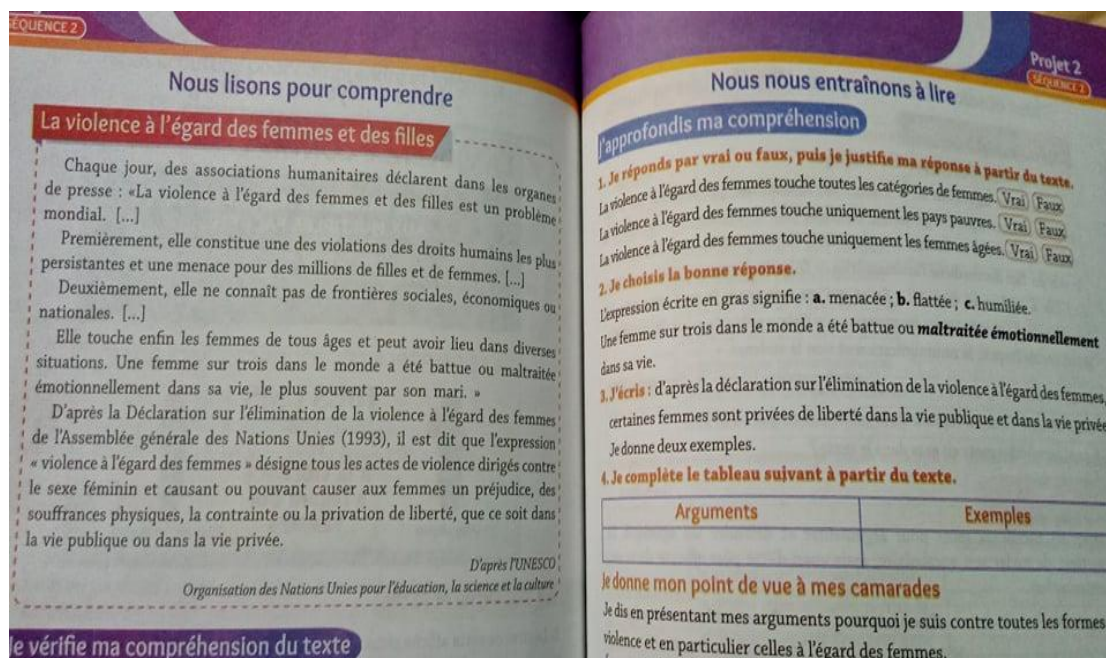 SÉQUENCE 2
Nous lisons pour comprendre
La violence à l'égard des femmes et des filles
Chaque jour, des associations humanitaires déclarent dans les organes
de presse : «La violence à l'égard des femmes et des filles est un problème
mondial. [...]
Premièrement, elle constitue une des violations des droits humains les plus
persistantes et une menace pour des millions de filles et de femmes. [...]
Deuxièmement, elle ne connaît pas de frontières sociales, économiques ou
nationales. [...]
Elle touche enfin les femmes de tous âges et peut avoir lieu dans diverses
situations. Une femme sur trois dans le monde a été battue ou maltraitée
émotionnellement dans sa vie, le plus souvent par son mari. »
D'après la Déclaration sur l'élimination de la violence à l'égard des femmes
de l'Assemblée générale des Nations Unies (1993), il est dit que l'expression
« violence à l'égard des femmes » désigne tous les actes de violence dirigés contre
le sexe féminin et causant ou pouvant causer aux femmes un préjudice, des
souffrances physiques, la contrainte ou la privation de liberté, que ce soit dans
la vie publique ou dans la vie privée.
D'après l'UNESCO
Organisation des Nations Unies pour l'éducation, la science et la culture
Je vérifie ma compréhension du texte
Projet 2
SÉQUENCE 2
Nous nous entraînons à lire
J'approfondis ma compréhension
1. Je réponds par vrai ou faux, puis je justifie ma réponse à partir du texte.
La violence à l'égard des femmes touche toutes les catégories de femmes. Vrai Faux
La violence à l'égard des femmes touche uniquement les pays pauvres. Vrai Faux
La violence à l'égard des femmes touche uniquement les femmes âgées. Vrai Faux
2. Je choisis la bonne réponse.
L'expression écrite en gras signifie : a. menacée ; b. flattée ; c. humiliée.
Une femme sur trois dans le monde a été battue ou maltraitée émotionnellement
dans sa vie.
3. J'écris : d'après la déclaration sur l'élimination de la violence à l'égard des femmes,
certaines femmes sont privées de liberté dans la vie publique et dans la vie privée
Je donne deux exemples.
4. Je complète le tableau suivant à partir du texte.
Arguments Exemples
Je donne mon point de vue à mes camarades
Je dis en présentant mes arguments pourquoi je suis contre toutes les formes
violence et en particulier celles à l'égard des femmes.